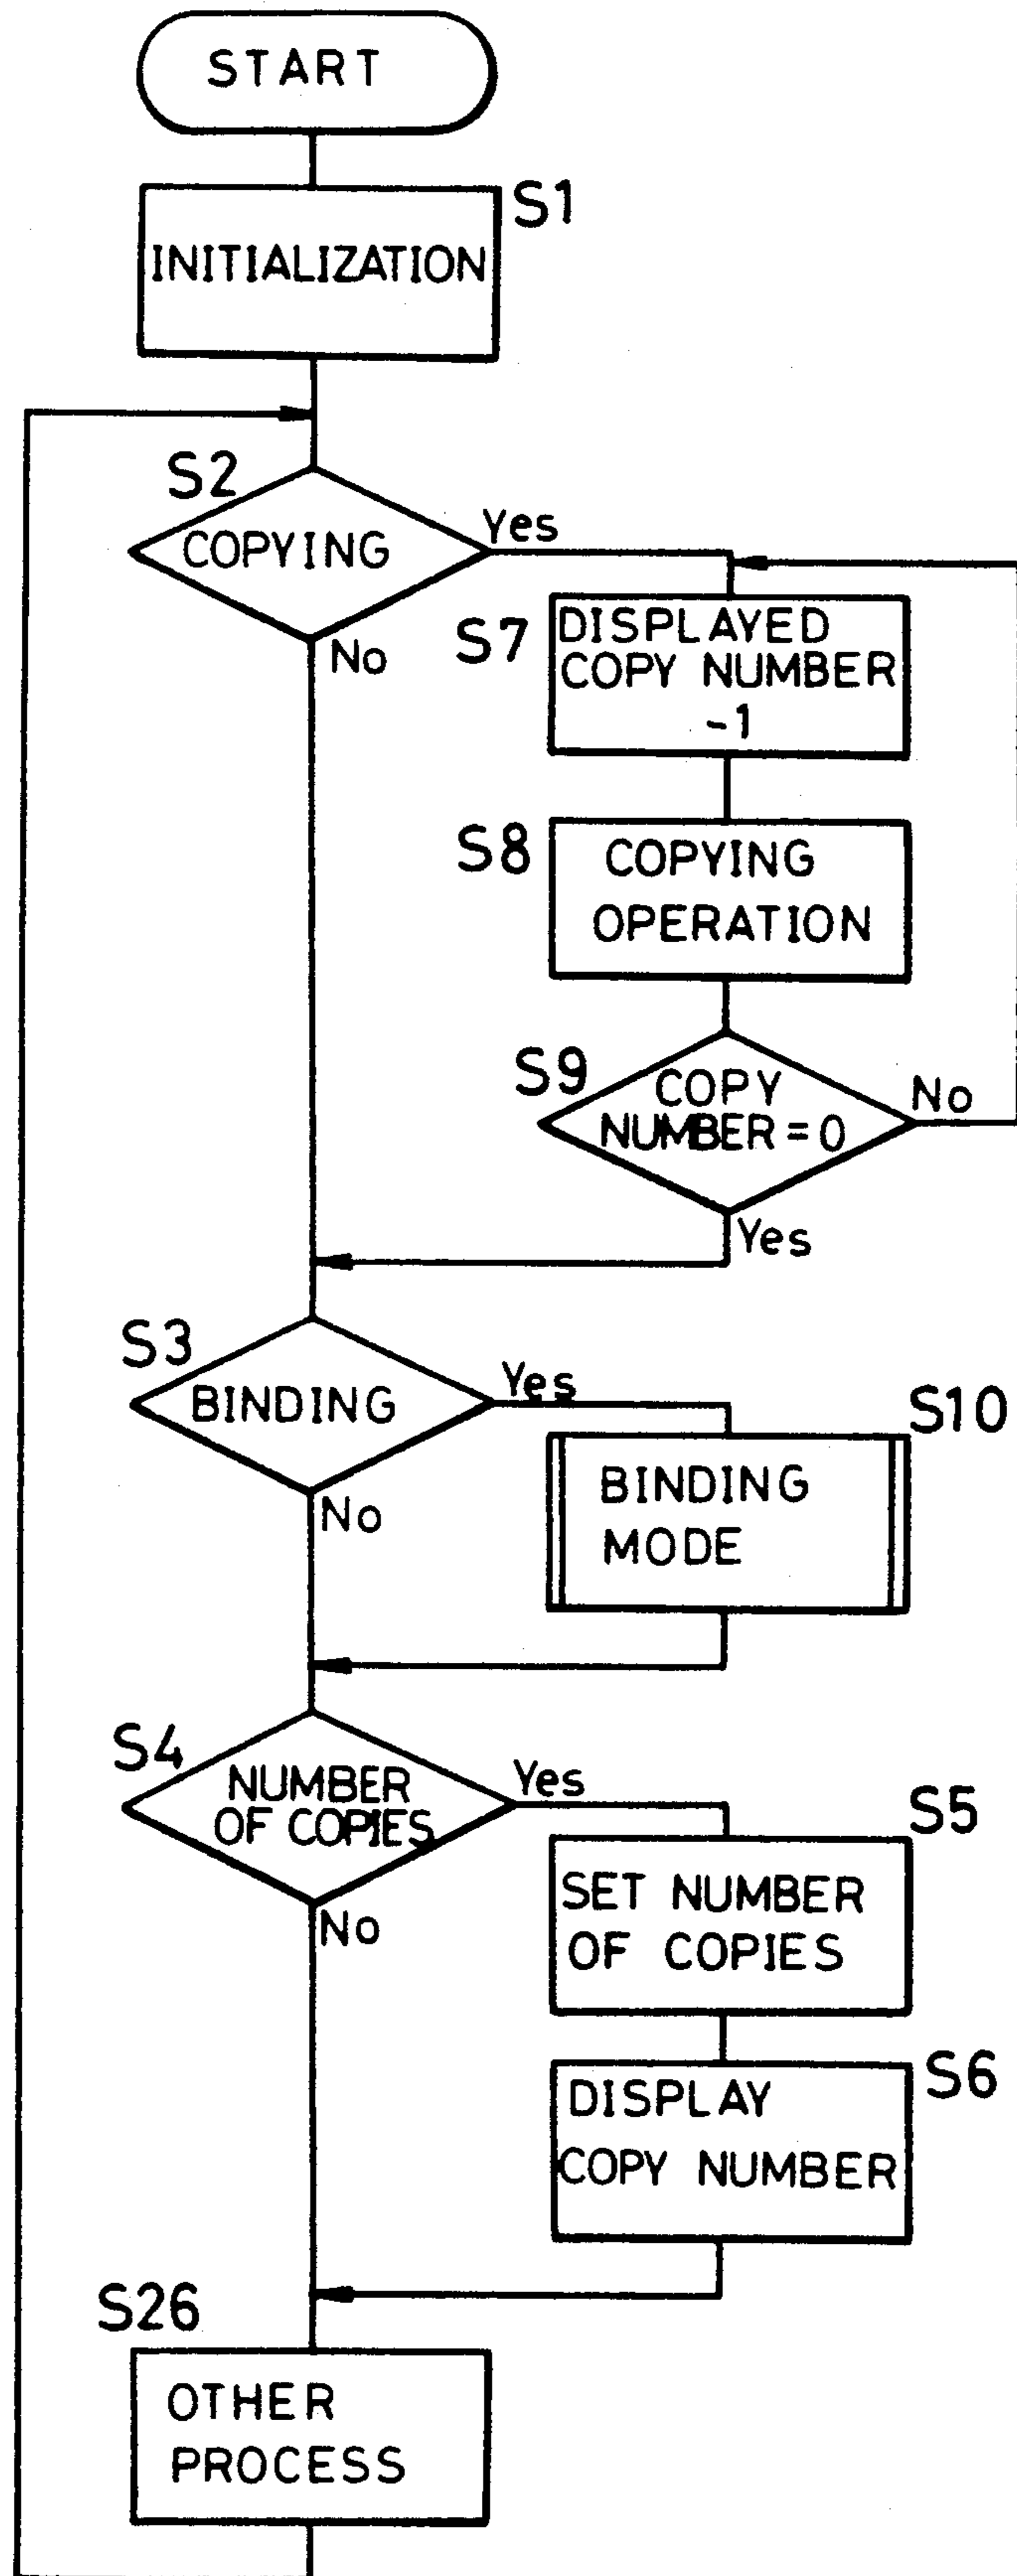 START
S1
INITIALIZATION
S2
COPYING
Yes
No
S7
DISPLAYED
COPY NUMBER
-1
S8
COPYING
OPERATION
S9
COPY
NUMBER = 0
No
Yes
S3
BINDING
Yes
No
S10
BINDING
MODE
S4
NUMBER
OF COPIES
Yes
No
S5
SET NUMBER
OF COPIES
S6
DISPLAY
COPY NUMBER
S26
OTHER
PROCESS